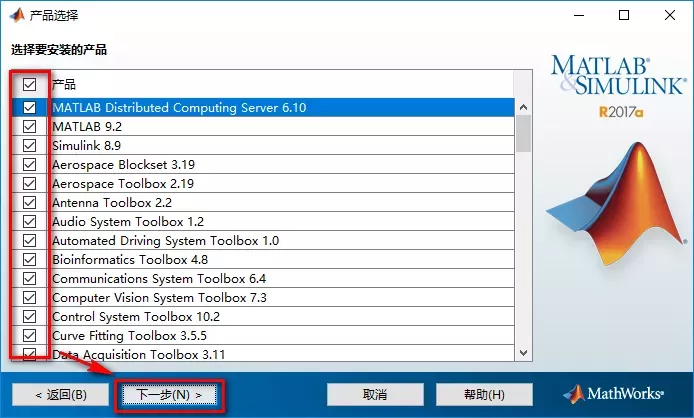 产品选择
选择要安装的产品
产品
MATLAB Distributed Computing Server 6.10
MATLAB 9.2
Simulink 8.9
Aerospace Blockset 3.19
Aerospace Toolbox 2.19
Antenna Toolbox 2.2
Audio System Toolbox 1.2
Automated Driving System Toolbox 1.0
Bioinformatics Toolbox 4.8
Communications System Toolbox 6.4
Computer Vision System Toolbox 7.3
Control System Toolbox 10.2
Curve Fitting Toolbox 3.5.5
Data Acquisition Toolbox 3.11
MATLAB®
&SIMULINK®
R2017a
< 返回(B)
下一步(N) >
取消
帮助(H)
MathWorks®